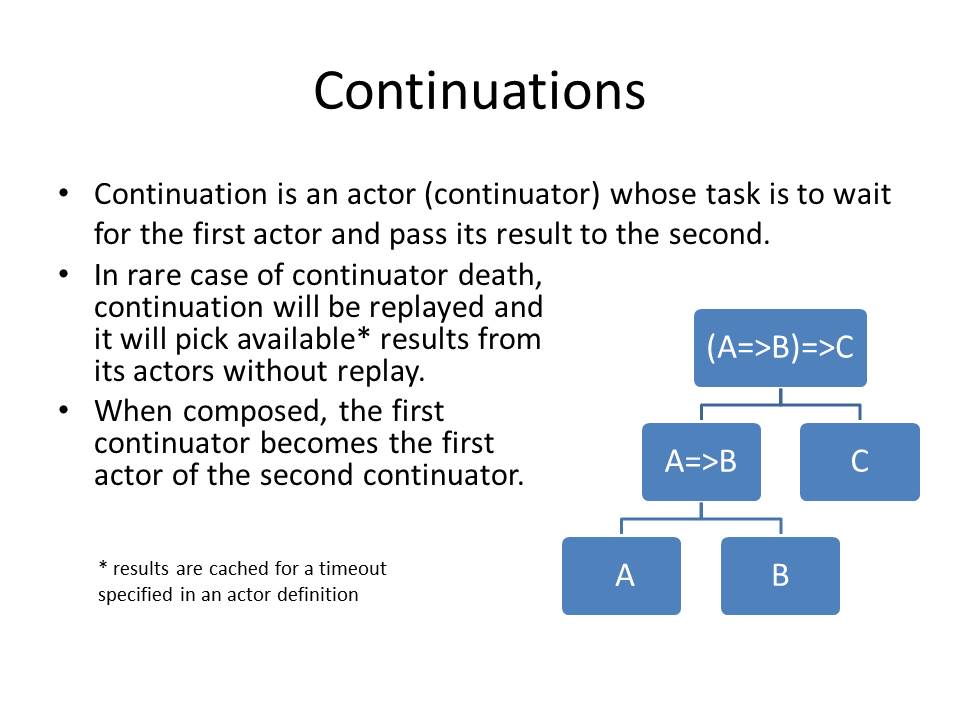 Continuations
• Continuation is an actor (continuator) whose task is to wait
for the first actor and pass its result to the second.
• In rare case of continuator death,
continuation will be replayed and
it will pick available* results from
its actors without replay.
• When composed, the first
continuator becomes the first
actor of the second continuator.
(A=>B)=>C
A=>B
C
A
B
* results are cached for a timeout
specified in an actor definition